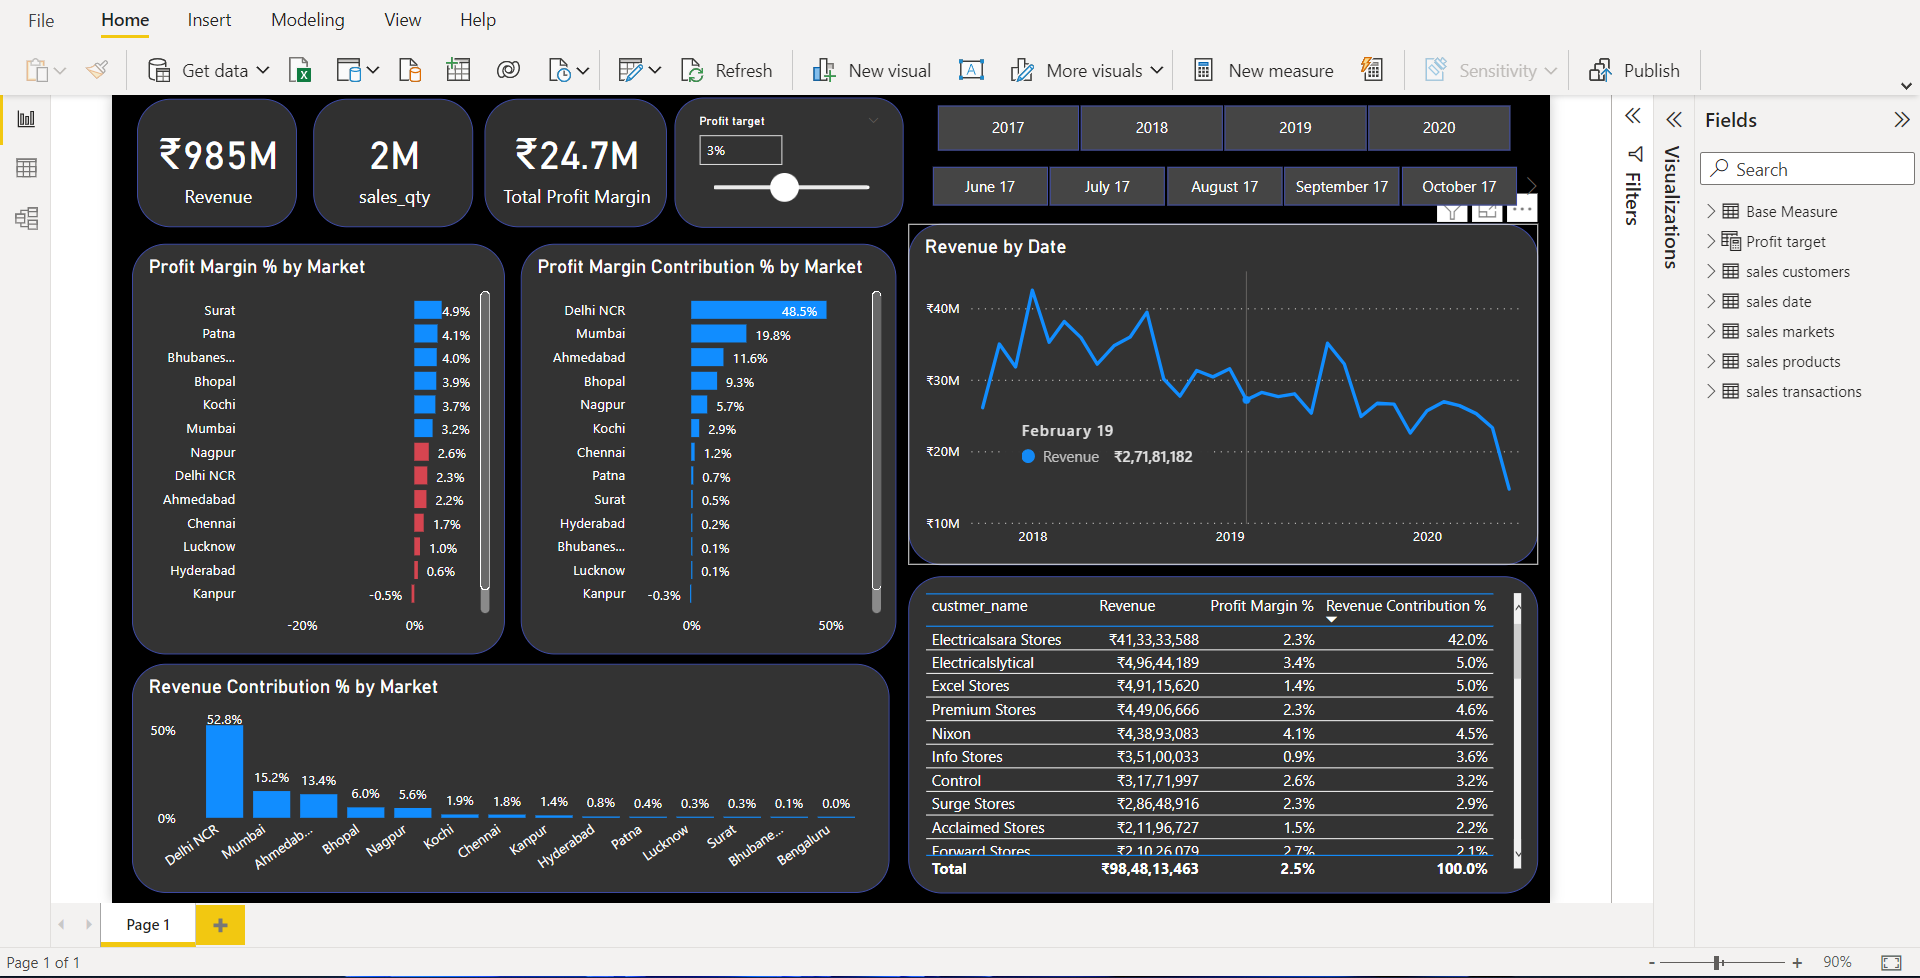 File Home Insert Modeling View Help
Get data Refresh New visual More visuals New measure Sensitivity Publish
₹985M
Revenue
2M
sales_qty
₹24.7M
Total Profit Margin
Profit target
3%
2017 2018 2019 2020
June 17 July 17 August 17 September 17 October 17
Profit Margin % by Market
Surat 4.9%
Patna 4.1%
Bhubanes... 4.0%
Bhopal 3.9%
Kochi 3.7%
Mumbai 3.2%
Nagpur 2.6%
Delhi NCR 2.3%
Ahmedabad 2.2%
Chennai 1.7%
Lucknow 1.0%
Hyderabad 0.6%
Kanpur -0.5%
-20% 0%
Profit Margin Contribution % by Market
Delhi NCR 48.5%
Mumbai 19.8%
Ahmedabad 11.6%
Bhopal 9.3%
Nagpur 5.7%
Kochi 2.9%
Chennai 1.2%
Patna 0.7%
Surat 0.5%
Hyderabad 0.2%
Bhubanes... 0.1%
Lucknow 0.1%
Kanpur -0.3%
0% 50%
Revenue by Date
₹40M
₹30M
₹20M
₹10M
February 19
Revenue ₹2,71,81,182
2018 2019 2020
Revenue Contribution % by Market
50%
0%
52.8% 15.2% 13.4% 6.0% 5.6% 1.9% 1.8% 1.4% 0.8% 0.4% 0.3% 0.3% 0.1% 0.0%
Delhi NCR Mumbai Ahmedab... Bhopal Nagpur Kochi Chennai Kanpur Hyderabad Patna Lucknow Surat Bhubane... Bengaluru
custmer_name Revenue Profit Margin % Revenue Contribution %
Electricalsara Stores ₹41,33,33,588 2.3% 42.0%
Electricalslytical ₹4,96,44,189 3.4% 5.0%
Excel Stores ₹4,91,15,620 1.4% 5.0%
Premium Stores ₹4,49,06,666 2.3% 4.6%
Nixon ₹4,38,93,083 4.1% 4.5%
Info Stores ₹3,51,00,033 0.9% 3.6%
Control ₹3,17,71,997 2.6% 3.2%
Surge Stores ₹2,86,48,916 2.3% 2.9%
Acclaimed Stores ₹2,11,96,727 1.5% 2.2%
Forward Stores ₹2,10,26,079 2.7% 2.1%
Total ₹98,48,13,463 2.5% 100.0%
Filters
Visualizations
Fields
Search
Base Measure
Profit target
sales customers
sales date
sales markets
sales products
sales transactions
Page 1
Page 1 of 1
90%